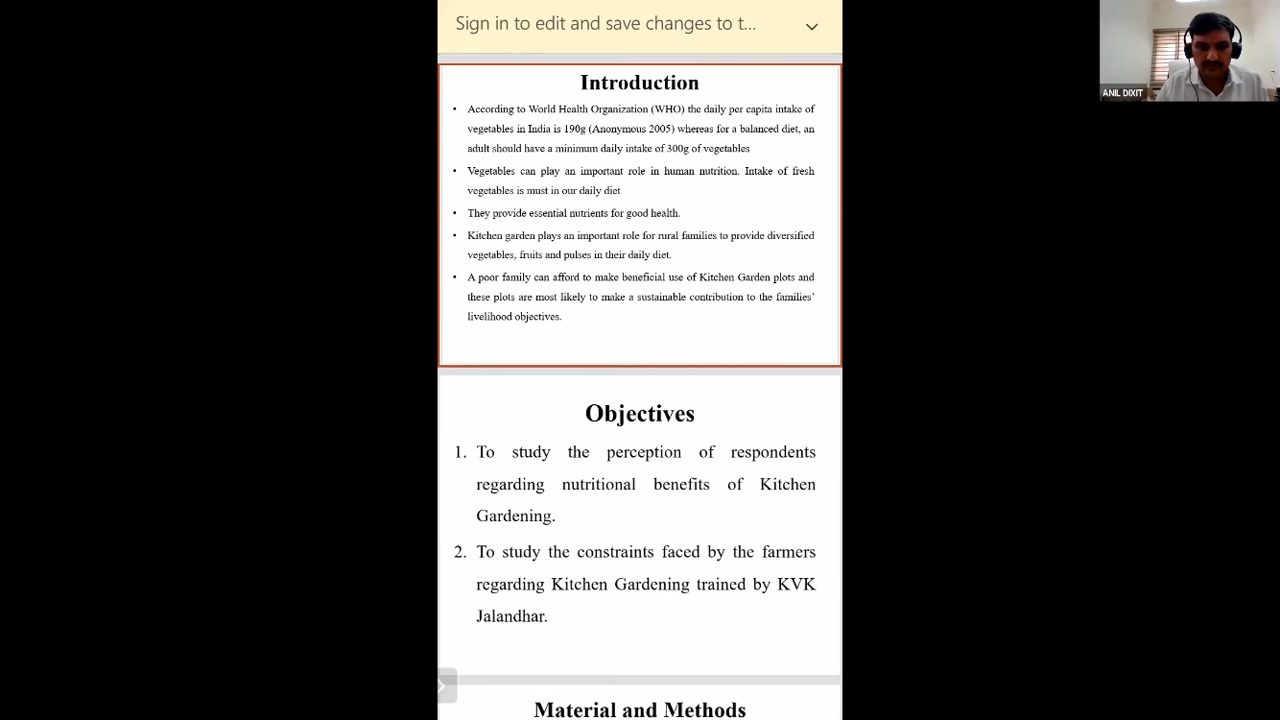 Sign in to edit and save changes to t...
ANIL DIXIT
Introduction
• According to World Health Organization (WHO) the daily per capita intake of
vegetables in India is 190g (Anonymous 2005) whereas for a balanced diet, an
adult should have a minimum daily intake of 300g of vegetables
• Vegetables can play an important role in human nutrition. Intake of fresh
vegetables is must in our daily diet
• They provide essential nutrients for good health.
• Kitchen garden plays an important role for rural families to provide diversified
vegetables, fruits and pulses in their daily diet.
• A poor family can afford to make beneficial use of Kitchen Garden plots and
these plots are most likely to make a sustainable contribution to the families'
livelihood objectives.
Objectives
1. To study the perception of respondents
regarding nutritional benefits of Kitchen
Gardening.
2. To study the constraints faced by the farmers
regarding Kitchen Gardening trained by KVK
Jalandhar.
Material and Methods